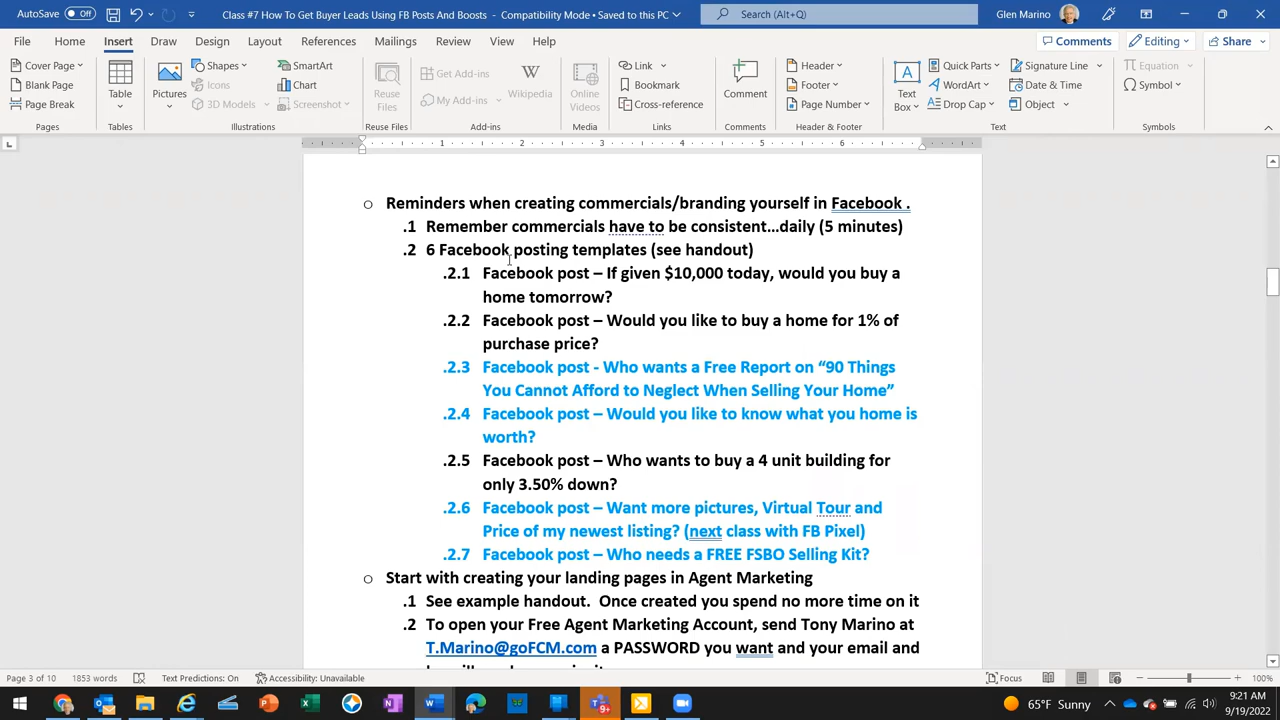 AutoSave Off Class #7 How To Get Buyer Leads Using FB Posts And Boosts - Compatibility Mode • Saved to this PC Search (Alt+Q) Glen Marino
File Home Insert Draw Design Layout References Mailings Review View Help Comments Editing Share
Cover Page Blank Page Page Break Pages
Table Tables
Pictures Shapes Icons 3D Models SmartArt Chart Screenshot Illustrations
Reuse Files Reuse Files
Get Add-ins My Add-ins Wikipedia Add-ins
Online Videos Media
Link Bookmark Cross-reference Links
Comment Comments
Header Footer Page Number Header & Footer
Text Box Quick Parts WordArt Drop Cap Signature Line Date & Time Object Text
Equation Symbol Symbols
1 2 3 4 5 6
o Reminders when creating commercials/branding yourself in Facebook .
.1 Remember commercials have to be consistent…daily (5 minutes)
.2 6 Facebook posting templates (see handout)
.2.1 Facebook post – If given $10,000 today, would you buy a
home tomorrow?
.2.2 Facebook post – Would you like to buy a home for 1% of
purchase price?
.2.3 Facebook post - Who wants a Free Report on “90 Things
You Cannot Afford to Neglect When Selling Your Home”
.2.4 Facebook post – Would you like to know what you home is
worth?
.2.5 Facebook post – Who wants to buy a 4 unit building for
only 3.50% down?
.2.6 Facebook post – Want more pictures, Virtual Tour and
Price of my newest listing? (next class with FB Pixel)
.2.7 Facebook post – Who needs a FREE FSBO Selling Kit?
o Start with creating your landing pages in Agent Marketing
.1 See example handout. Once created you spend no more time on it
.2 To open your Free Agent Marketing Account, send Tony Marino at
T.Marino@goFCM.com a PASSWORD you want and your email and
Page 3 of 10 1853 words Text Predictions: On Accessibility: Unavailable Focus 100%
9+ 65°F Sunny 9:21 AM
9/19/2022